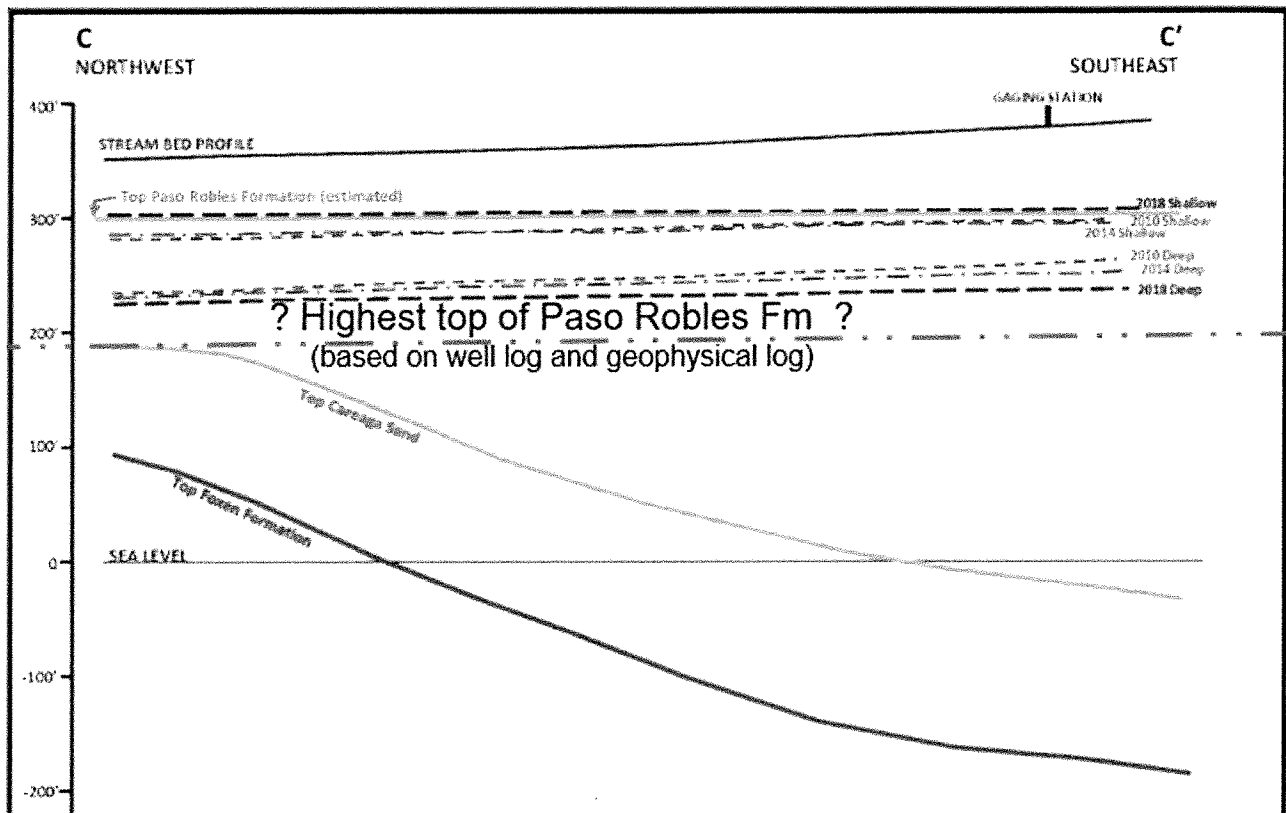 C
NORTHWEST
C'
SOUTHEAST
GAGING STATION
400'
STREAM BED PROFILE
Top Paso Robles Formation (estimated)
300'
2018 Shallow
2010 Shallow
2014 Shallow
2010 Deep
2014 Deep
2018 Deep
? Highest top of Paso Robles Fm ?
200'
(based on well log and geophysical log)
Top Careaga Sand
100'
Top Foxen Formation
SEA LEVEL
0
-100'
-200'